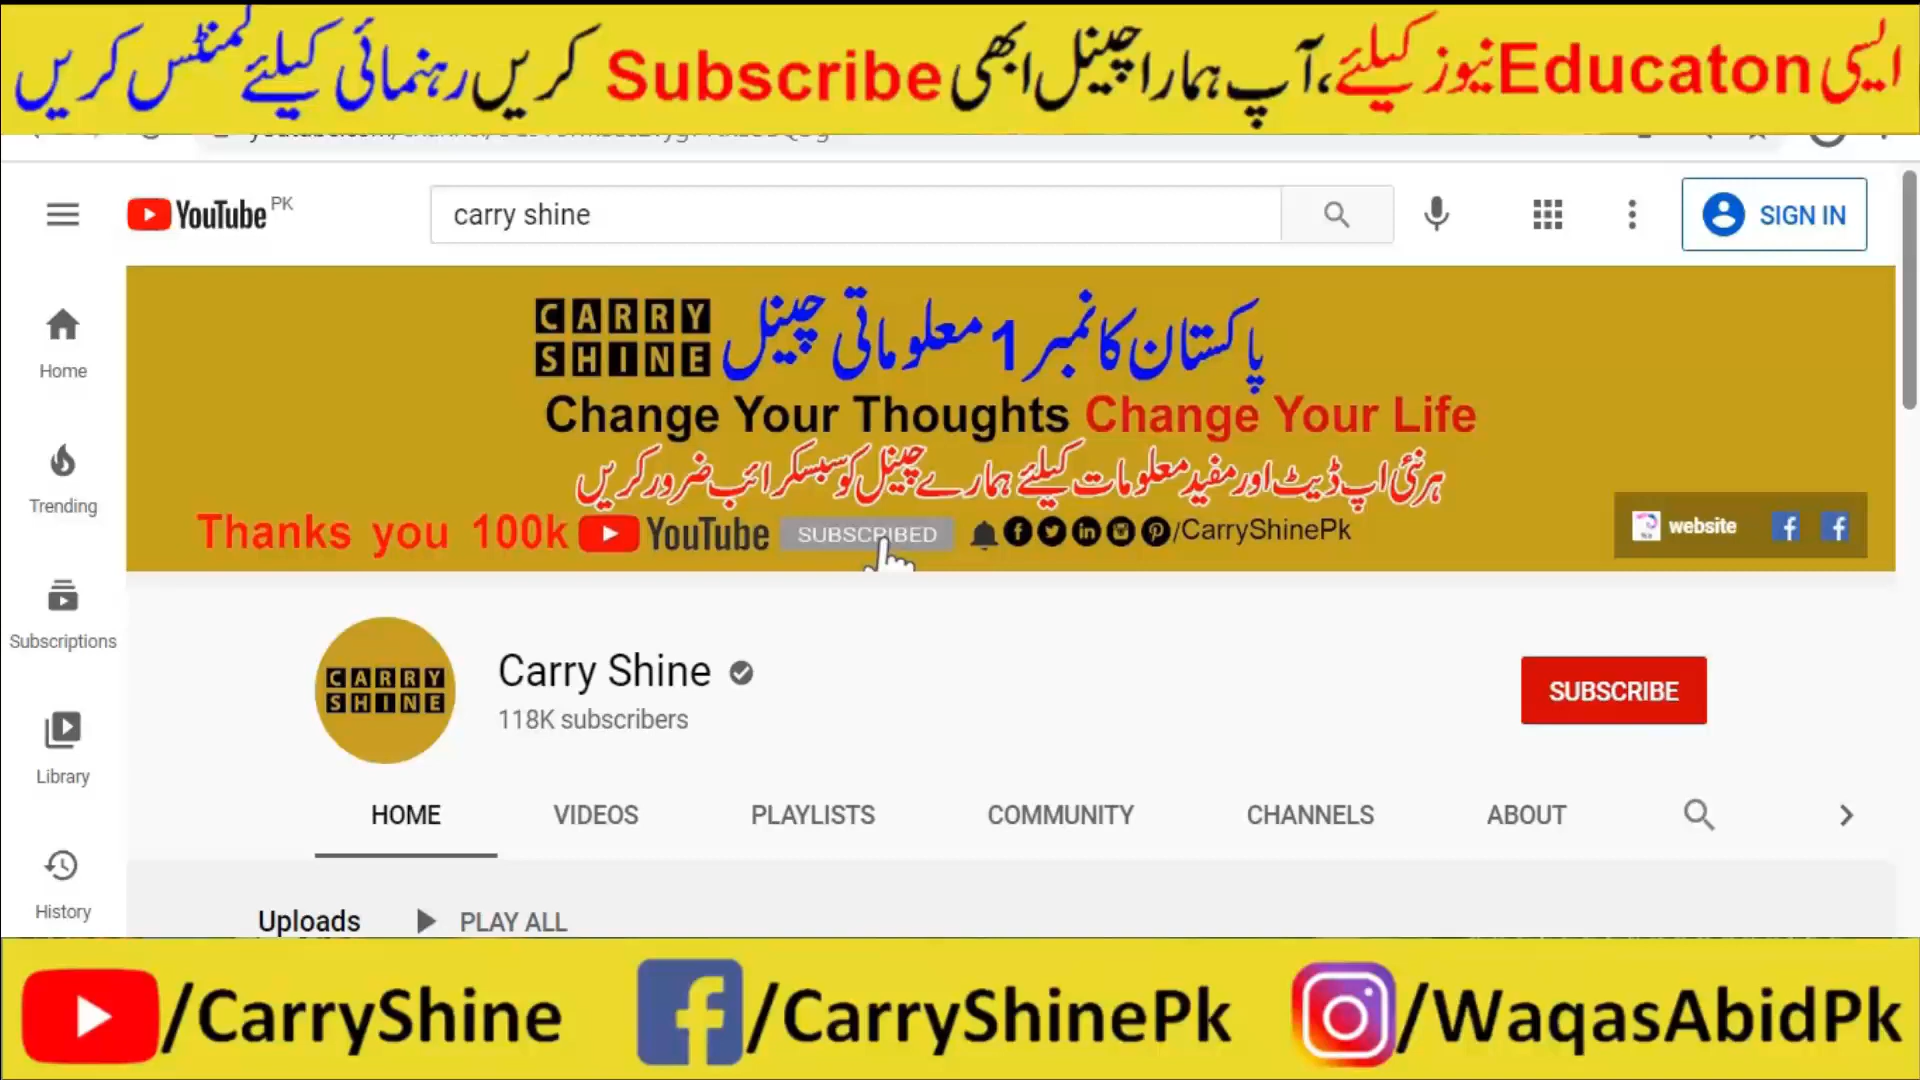 ایسی Educaton نیوز کیلئے، آپ ہمارا چینل ابھی Subscribe کریں رہنمائی کیلئے کمنٹس کریں
YouTube PK
carry shine
SIGN IN
Home
Trending
Subscriptions
Library
History
CARRY SHINE
پاکستان کا نمبر 1 معلوماتی چینل
Change Your Thoughts Change Your Life
ہر نئی اپ ڈیٹ اور مفید معلومات کیلئے ہمارے چینل کو سبسکرائب ضرور کریں
Thanks you 100k YouTube SUBSCRIBED /CarryShinePk
website
CARRY
SHINE
Carry Shine
118K subscribers
SUBSCRIBE
HOME VIDEOS PLAYLISTS COMMUNITY CHANNELS ABOUT
Uploads PLAY ALL
/CarryShine /CarryShinePk /WaqasAbidPk